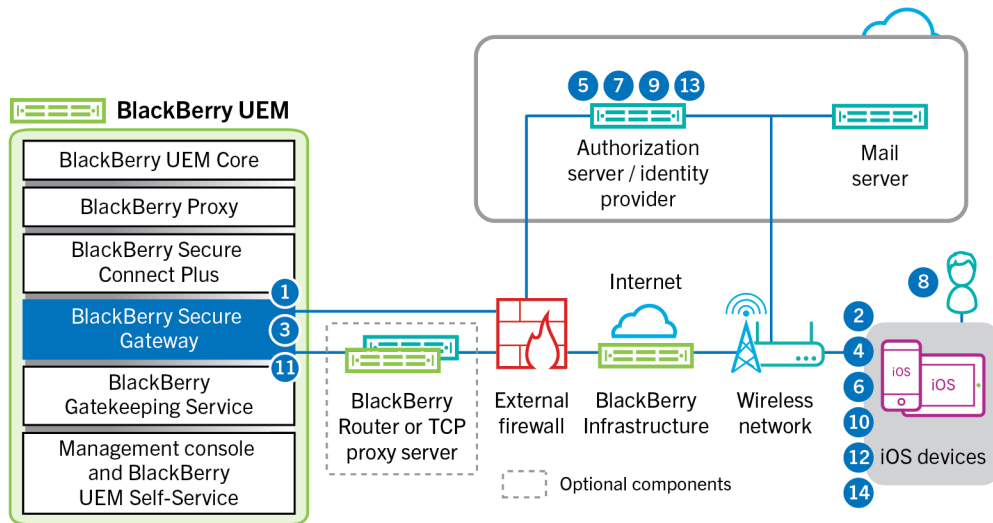 5 7 9 13
BlackBerry UEM
Authorization
server / identity
provider
Mail
server
BlackBerry UEM Core
BlackBerry Proxy
BlackBerry Secure
Connect Plus
1
BlackBerry Secure
Gateway
3
11
BlackBerry
Gatekeeping Service
Management console
and BlackBerry
UEM Self-Service
BlackBerry
Router or TCP
proxy server
External
firewall
Internet
BlackBerry
Infrastructure
Wireless
network
8
2
4
6
10
12
14
iOS
iOS
iOS devices
Optional components